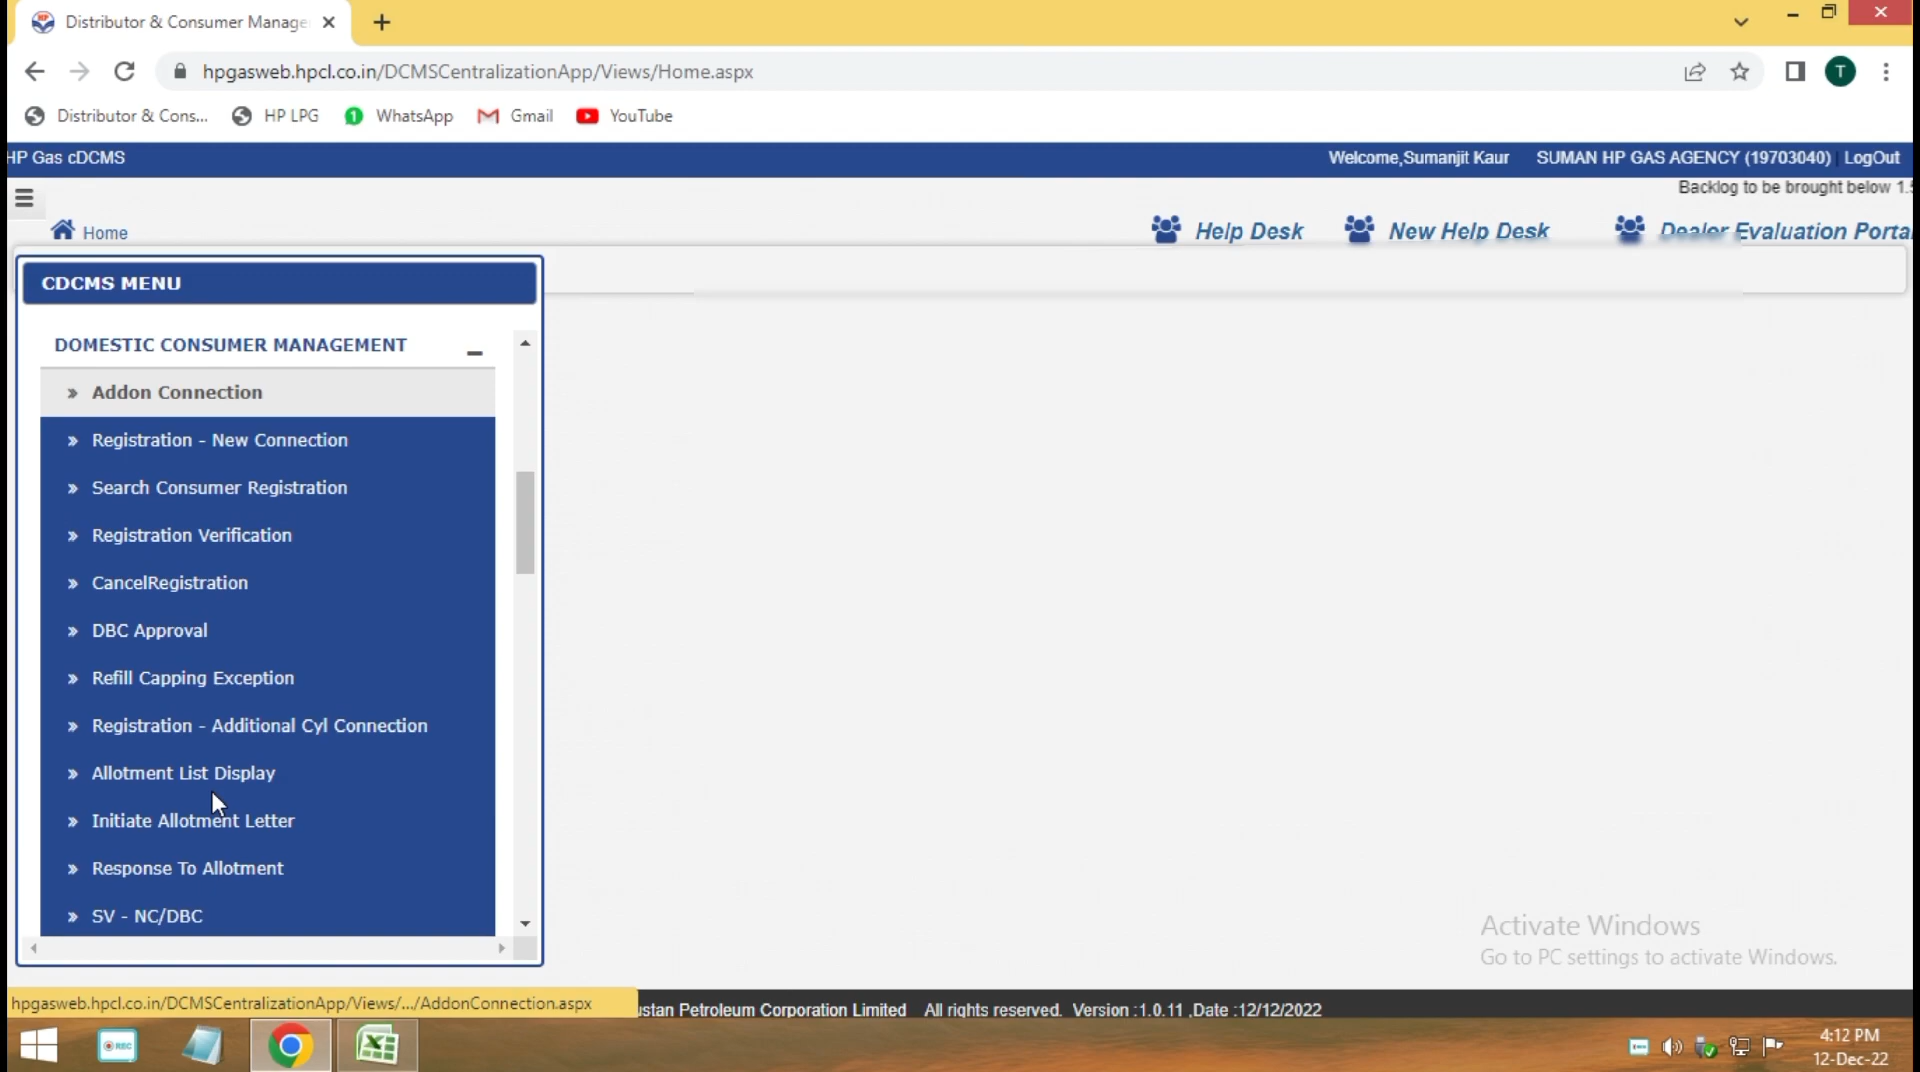 Distributor & Consumer Manage
hpgasweb.hpcl.co.in/DCMSCentralizationApp/Views/Home.aspx
T
Distributor & Cons... HP LPG 1 WhatsApp Gmail YouTube
HP Gas cDCMS Welcome,Sumanjit Kaur SUMAN HP GAS AGENCY (19703040) LogOut
Backlog to be brought below 1.
Home Help Desk New Help Desk Dealer Evaluation Porta
CDCMS MENU
DOMESTIC CONSUMER MANAGEMENT
» Addon Connection
» Registration - New Connection
» Search Consumer Registration
» Registration Verification
» CancelRegistration
» DBC Approval
» Refill Capping Exception
» Registration - Additional Cyl Connection
» Allotment List Display
» Initiate Allotment Letter
» Response To Allotment
» SV - NC/DBC
Activate Windows
Go to PC settings to activate Windows.
hpgasweb.hpcl.co.in/DCMSCentralizationApp/Views/.../AddonConnection.aspx
ustan Petroleum Corporation Limited All rights reserved. Version :1.0.11 ,Date :12/12/2022
REC
4:12 PM
12-Dec-22